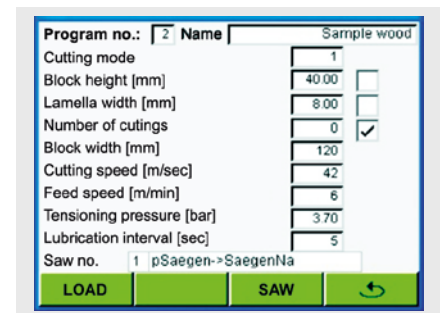 Program no.: 2 Name Sample wood
Cutting mode 1
Block height [mm] 40.00
Lamella width [mm] 8.00
Number of cutings 0
Block width [mm] 120
Cutting speed [m/sec] 42
Feed speed [m/min] 6
Tensioning pressure [bar] 3.70
Lubrication interval [sec] 5
Saw no. 1 pSaegen->SaegenNa
LOAD SAW